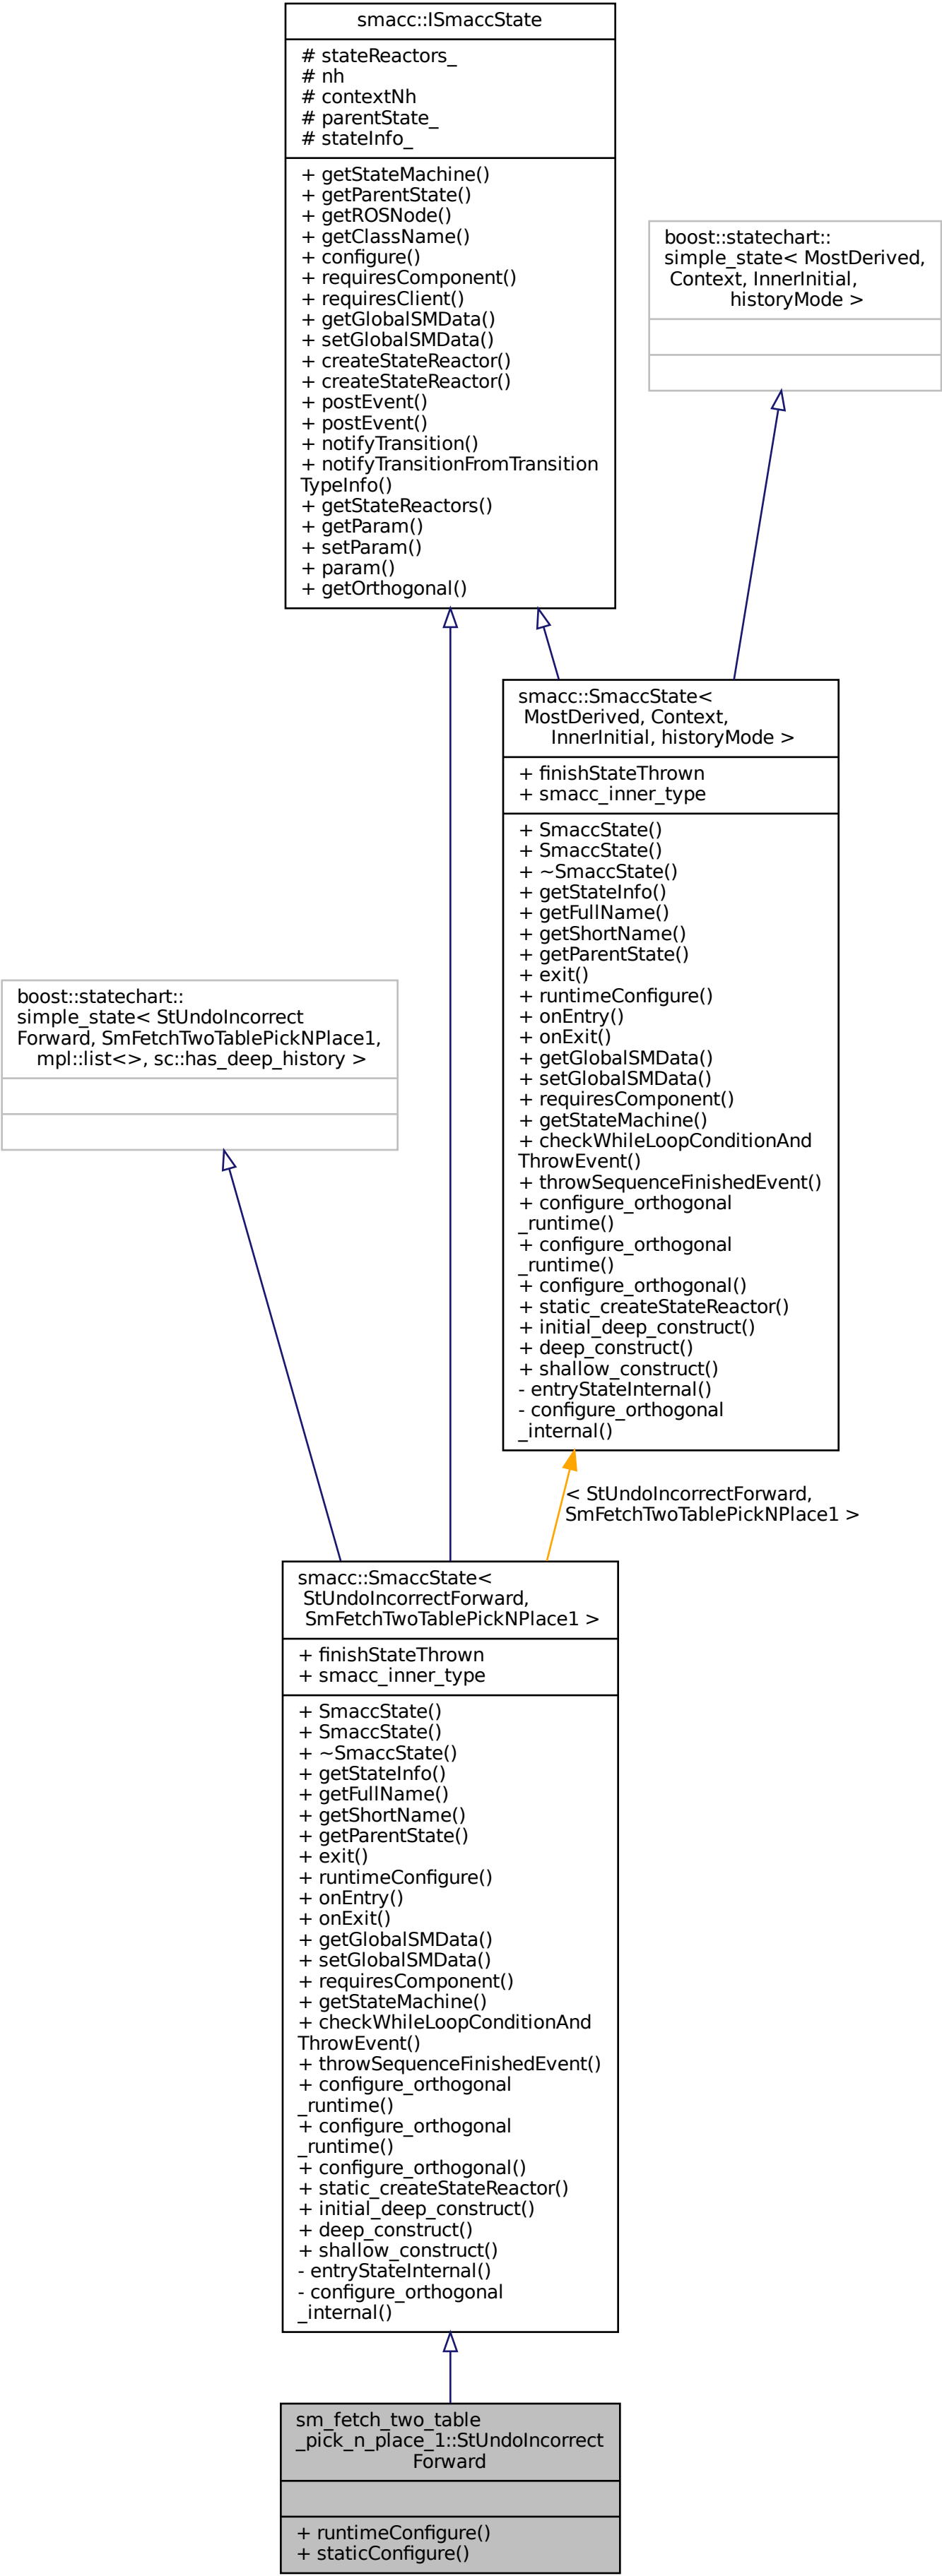 smacc::ISmaccState
# stateReactors_
# nh
# contextNh
# parentState_
# stateInfo_
+ getStateMachine()
+ getParentState()
+ getROSNode()
+ getClassName()
+ configure()
+ requiresComponent()
+ requiresClient()
+ getGlobalSMData()
+ setGlobalSMData()
+ createStateReactor()
+ createStateReactor()
+ postEvent()
+ postEvent()
+ notifyTransition()
+ notifyTransitionFromTransition
TypeInfo()
+ getStateReactors()
+ getParam()
+ setParam()
+ param()
+ getOrthogonal()
boost::statechart::
simple_state< MostDerived,
Context, InnerInitial,
historyMode >
smacc::SmaccState<
MostDerived, Context,
InnerInitial, historyMode >
+ finishStateThrown
+ smacc_inner_type
+ SmaccState()
+ SmaccState()
+ ~SmaccState()
+ getStateInfo()
+ getFullName()
+ getShortName()
+ getParentState()
+ exit()
+ runtimeConfigure()
+ onEntry()
+ onExit()
+ getGlobalSMData()
+ setGlobalSMData()
+ requiresComponent()
+ getStateMachine()
+ checkWhileLoopConditionAnd
ThrowEvent()
+ throwSequenceFinishedEvent()
+ configure_orthogonal
_runtime()
+ configure_orthogonal
_runtime()
+ configure_orthogonal()
+ static_createStateReactor()
+ initial_deep_construct()
+ deep_construct()
+ shallow_construct()
- entryStateInternal()
- configure_orthogonal
_internal()
boost::statechart::
simple_state< StUndoIncorrect
Forward, SmFetchTwoTablePickNPlace1,
mpl::list<>, sc::has_deep_history >
< StUndoIncorrectForward,
SmFetchTwoTablePickNPlace1 >
smacc::SmaccState<
StUndoIncorrectForward,
SmFetchTwoTablePickNPlace1 >
+ finishStateThrown
+ smacc_inner_type
+ SmaccState()
+ SmaccState()
+ ~SmaccState()
+ getStateInfo()
+ getFullName()
+ getShortName()
+ getParentState()
+ exit()
+ runtimeConfigure()
+ onEntry()
+ onExit()
+ getGlobalSMData()
+ setGlobalSMData()
+ requiresComponent()
+ getStateMachine()
+ checkWhileLoopConditionAnd
ThrowEvent()
+ throwSequenceFinishedEvent()
+ configure_orthogonal
_runtime()
+ configure_orthogonal
_runtime()
+ configure_orthogonal()
+ static_createStateReactor()
+ initial_deep_construct()
+ deep_construct()
+ shallow_construct()
- entryStateInternal()
- configure_orthogonal
_internal()
sm_fetch_two_table
_pick_n_place_1::StUndoIncorrect
Forward
+ runtimeConfigure()
+ staticConfigure()